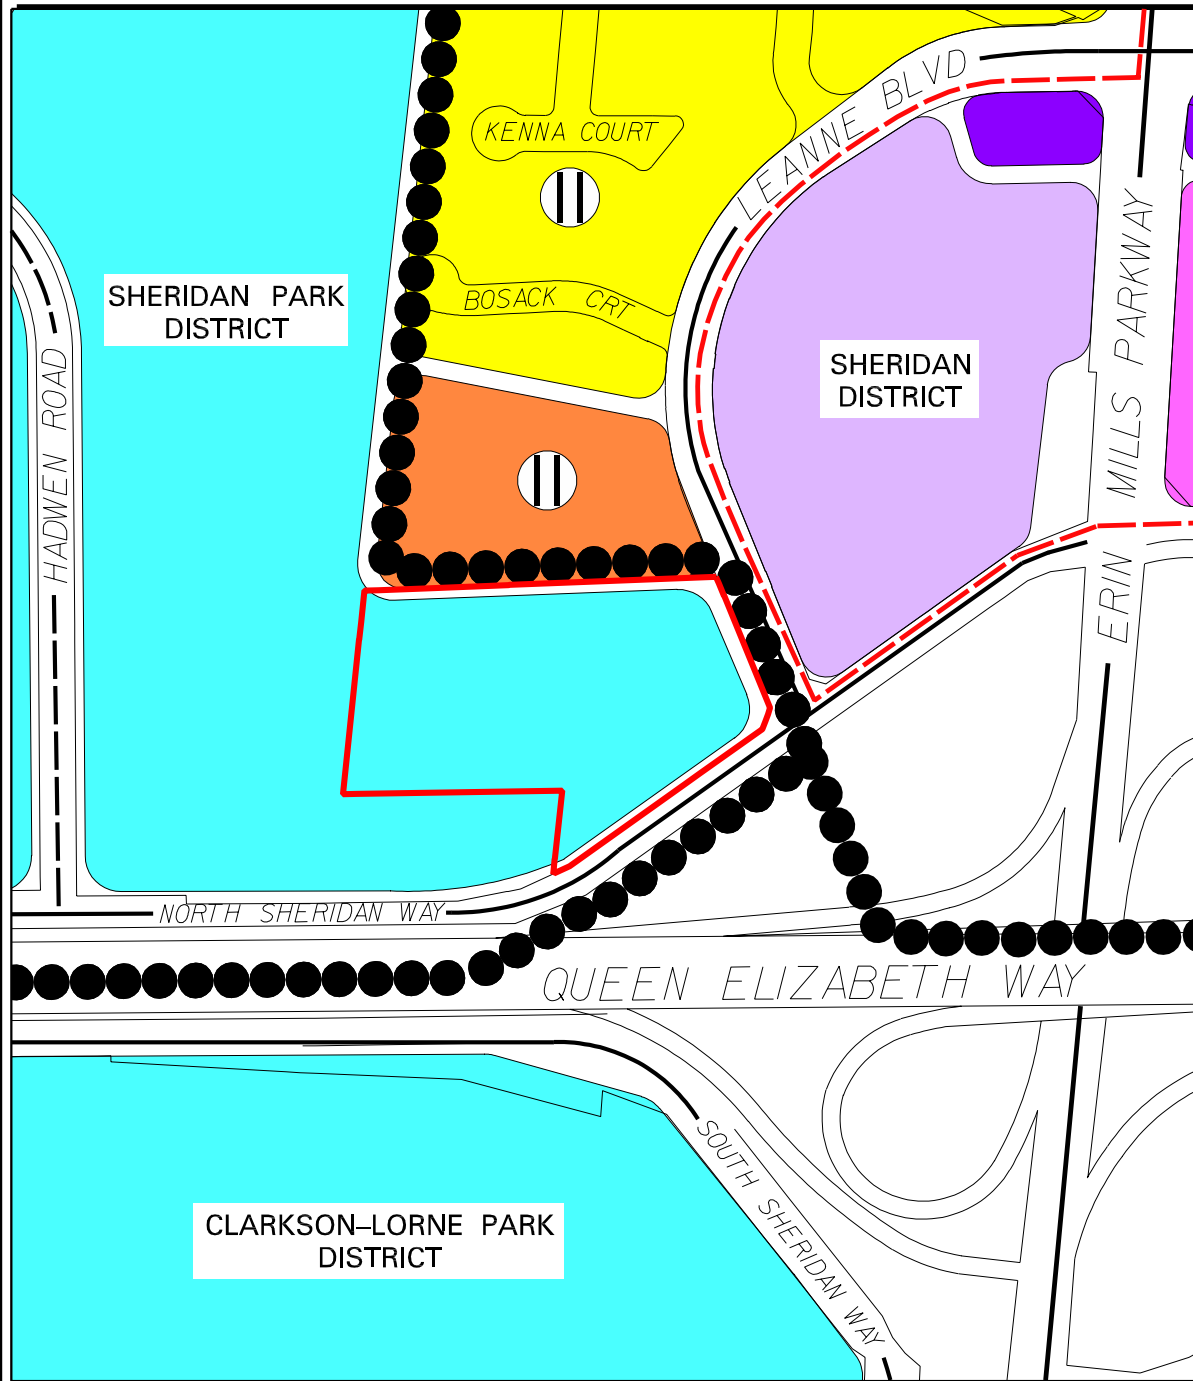 LEANNE BLVD
KENNA COURT
BOSACK CRT
SHERIDAN PARK
DISTRICT
SHERIDAN
DISTRICT
HADWEN ROAD
ERIN MILLS PARKWAY
NORTH SHERIDAN WAY
QUEEN ELIZABETH WAY
SOUTH SHERIDAN WAY
CLARKSON–LORNE PARK
DISTRICT